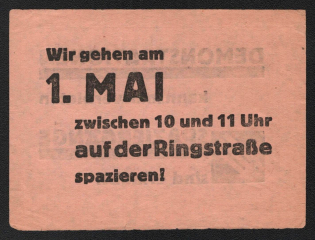 Wir gehen am
1. MAI
zwischen 10 und 11 Uhr
auf der Ringstraße
spazieren!